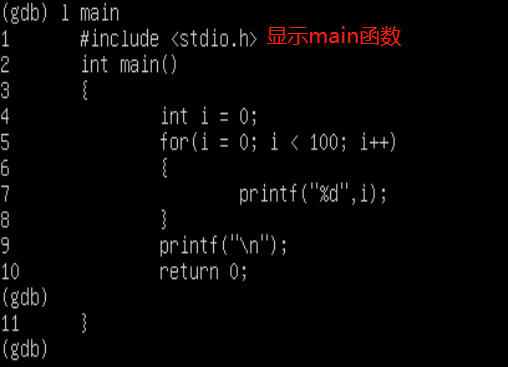 (gdb) l main
1 #include <stdio.h> 显示main函数
2 int main()
3 {
4 int i = 0;
5 for(i = 0; i < 100; i++)
6 {
7 printf("%d",i);
8 }
9 printf("\n");
10 return 0;
(gdb)
11 }
(gdb)